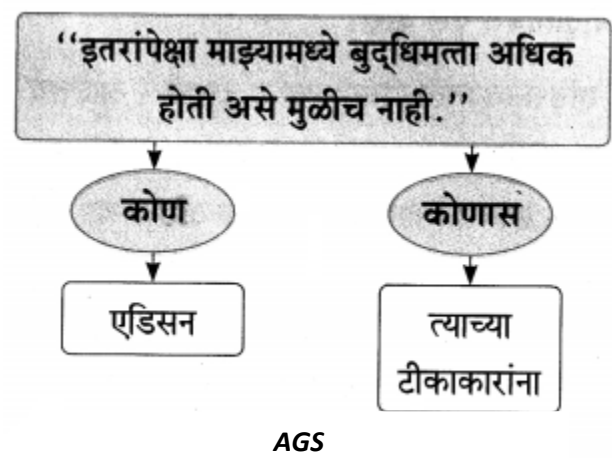 ‘‘इतरांपेक्षा माझ्यामध्ये बुद्धिमत्ता अधिक
होती असे मुळीच नाही.’’
कोण
कोणास
एडिसन
त्याच्या
टीकाकारांना
AGS